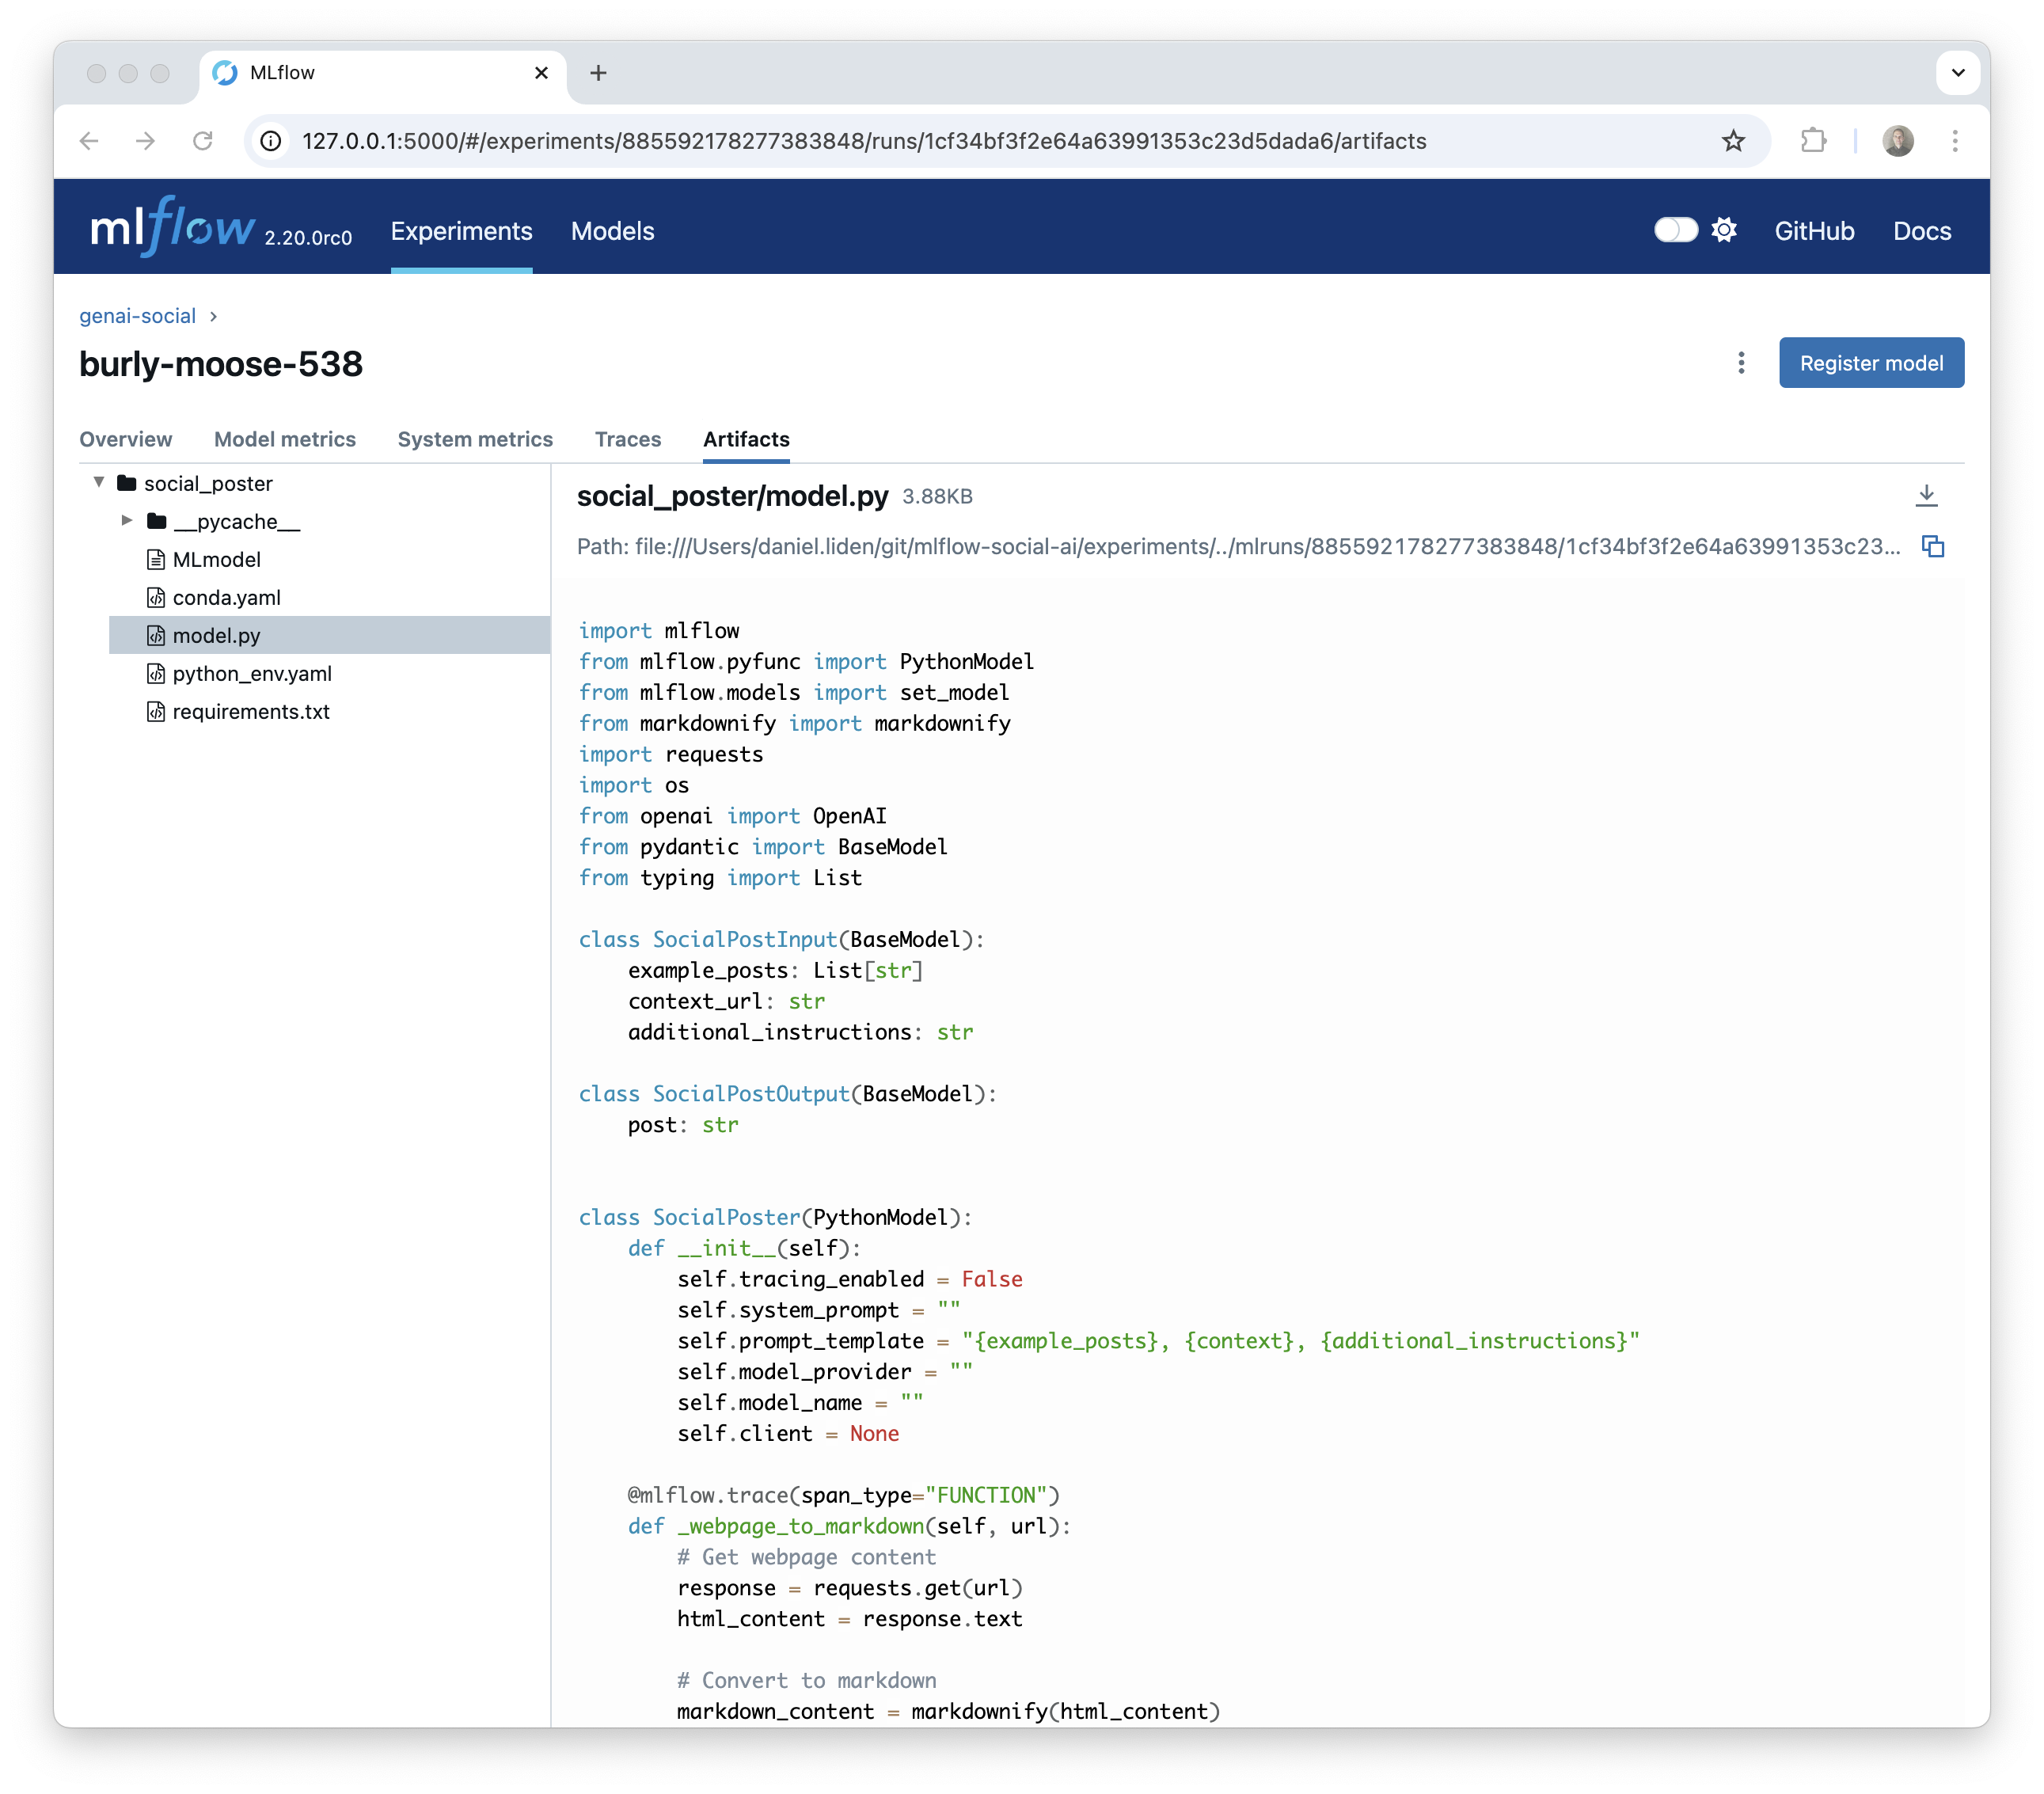 MLflow
127.0.0.1:5000/#/experiments/885592178277383848/runs/1cf34bf3f2e64a63991353c23d5dada6/artifacts
mlflow 2.20.0rc0 Experiments Models GitHub Docs
genai-social
burly-moose-538
Register model
Overview Model metrics System metrics Traces Artifacts
social_poster
__pycache__
MLmodel
conda.yaml
model.py
python_env.yaml
requirements.txt
social_poster/model.py 3.88KB
Path: file:///Users/daniel.liden/git/mlflow-social-ai/experiments/../mlruns/885592178277383848/1cf34bf3f2e64a63991353c23...
import mlflow
from mlflow.pyfunc import PythonModel
from mlflow.models import set_model
from markdownify import markdownify
import requests
import os
from openai import OpenAI
from pydantic import BaseModel
from typing import List
class SocialPostInput(BaseModel):
    example_posts: List[str]
    context_url: str
    additional_instructions: str
class SocialPostOutput(BaseModel):
    post: str
class SocialPoster(PythonModel):
    def __init__(self):
        self.tracing_enabled = False
        self.system_prompt = ""
        self.prompt_template = "{example_posts}, {context}, {additional_instructions}"
        self.model_provider = ""
        self.model_name = ""
        self.client = None
    @mlflow.trace(span_type="FUNCTION")
    def _webpage_to_markdown(self, url):
        # Get webpage content
        response = requests.get(url)
        html_content = response.text
        # Convert to markdown
        markdown_content = markdownify(html_content)